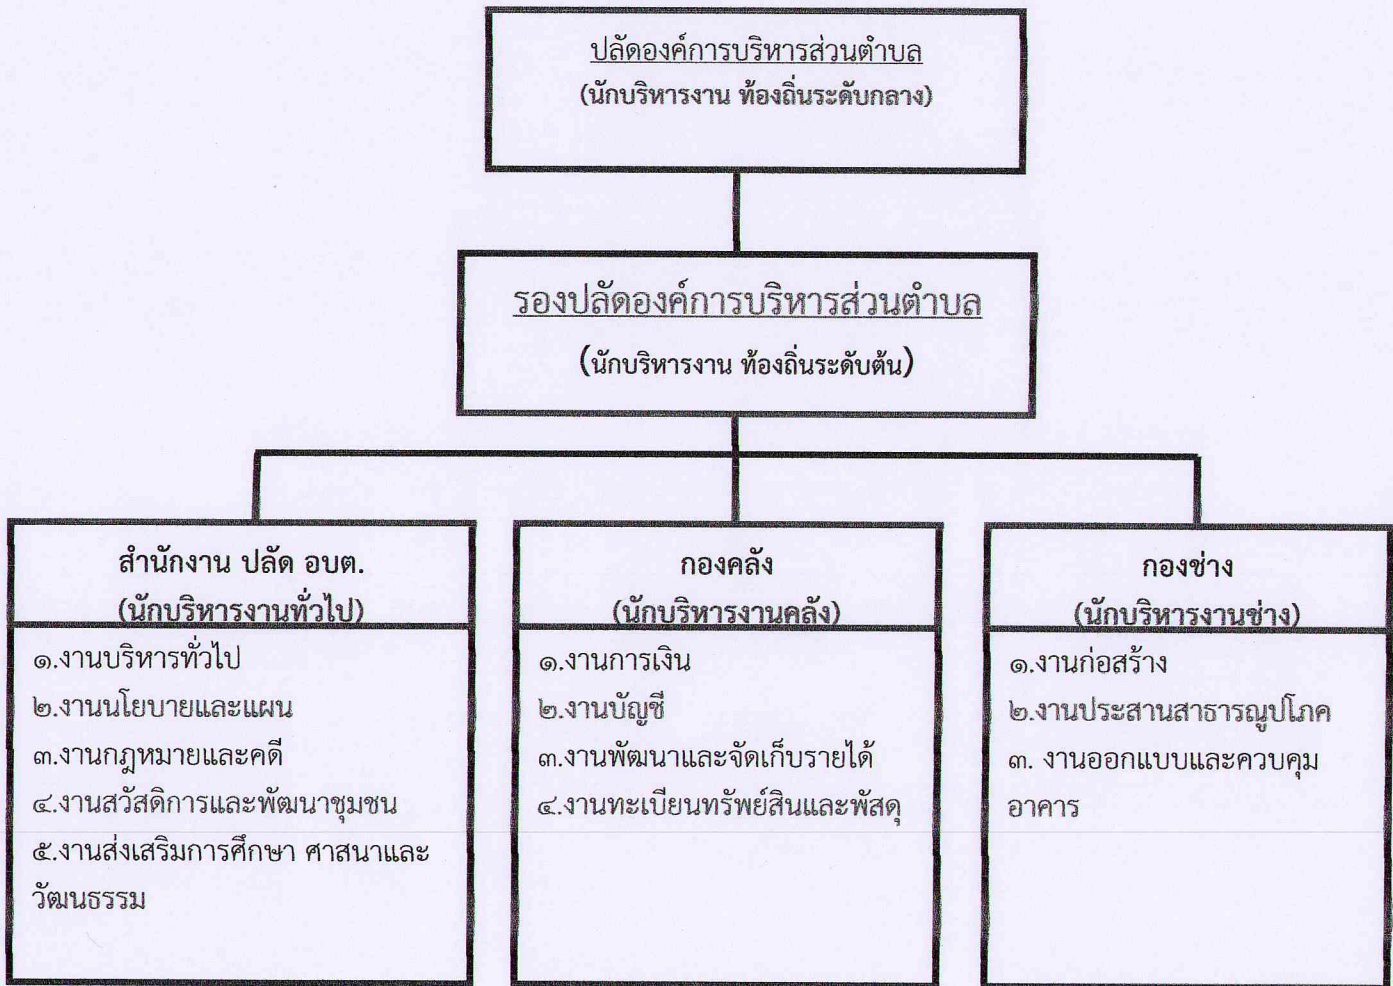 ปลัดองค์การบริหารส่วนตำบล
(นักบริหารงาน ท้องถิ่นระดับกลาง)
รองปลัดองค์การบริหารส่วนตำบล
(นักบริหารงาน ท้องถิ่นระดับต้น)
สำนักงาน ปลัด อบต.
(นักบริหารงานทั่วไป)
๑.งานบริหารทั่วไป
๒.งานนโยบายและแผน
๓.งานกฎหมายและคดี
๔.งานสวัสดิการและพัฒนาชุมชน
๕.งานส่งเสริมการศึกษา ศาสนาและ
วัฒนธรรม
กองคลัง
(นักบริหารงานคลัง)
๑.งานการเงิน
๒.งานบัญชี
๓.งานพัฒนาและจัดเก็บรายได้
๔.งานทะเบียนทรัพย์สินและพัสดุ
กองช่าง
(นักบริหารงานช่าง)
๑.งานก่อสร้าง
๒.งานประสานสาธารณูปโภค
๓. งานออกแบบและควบคุม
อาคาร